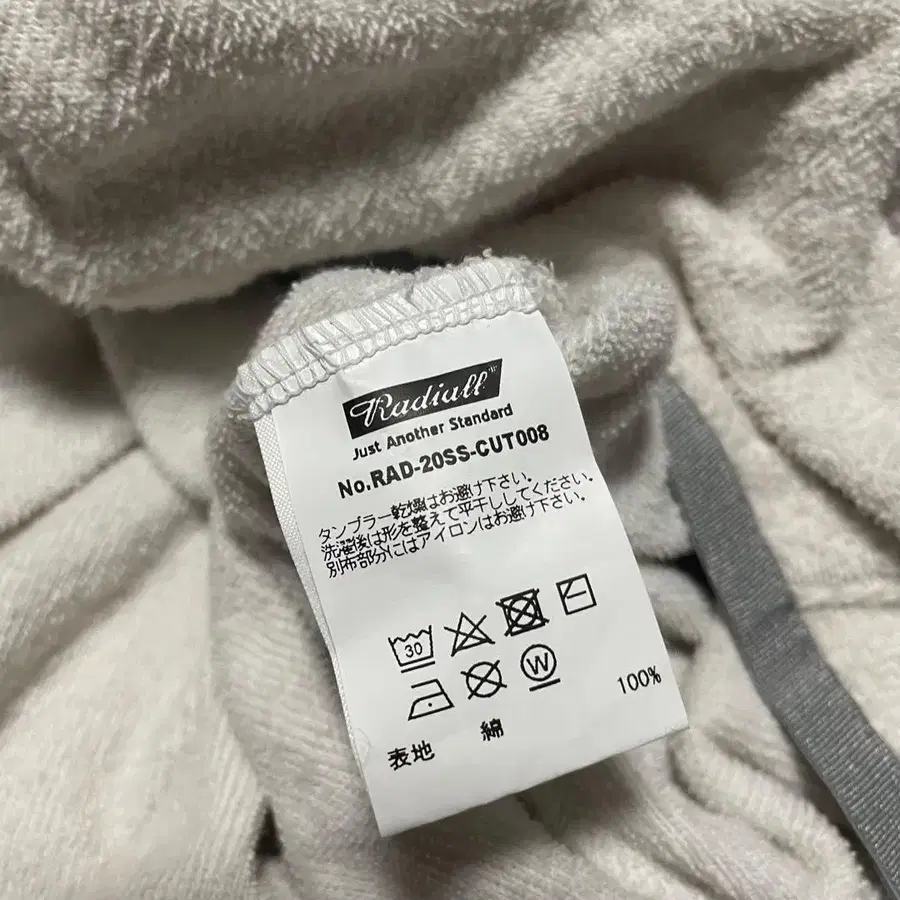 Radiall™
Just Another Standard
No.RAD-20SS-CUT008
タンブラー乾燥はお避け下さい。
洗濯後は形を整えて平干ししてください。
別布部分にはアイロンはお避け下さい。
30
W
表地 綿 100%